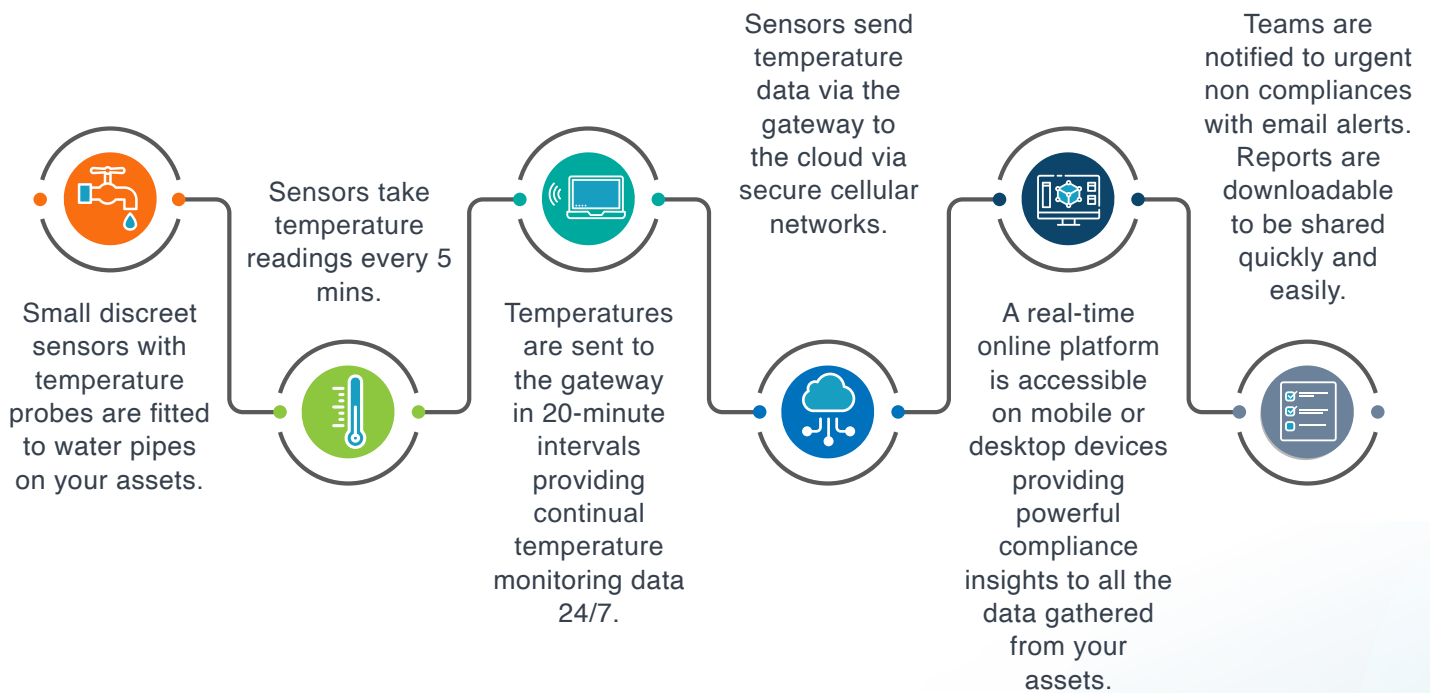 Small discreet
sensors with
temperature
probes are fitted
to water pipes
on your assets.
Sensors take
temperature
readings every 5
mins.
Temperatures
are sent to
the gateway
in 20-minute
intervals
providing
continual
temperature
monitoring data
24/7.
Sensors send
temperature
data via the
gateway to
the cloud via
secure cellular
networks.
A real-time
online platform
is accessible
on mobile or
desktop devices
providing
powerful
compliance
insights to all the
data gathered
from your
assets.
Teams are
notified to urgent
non compliances
with email alerts.
Reports are
downloadable
to be shared
quickly and
easily.